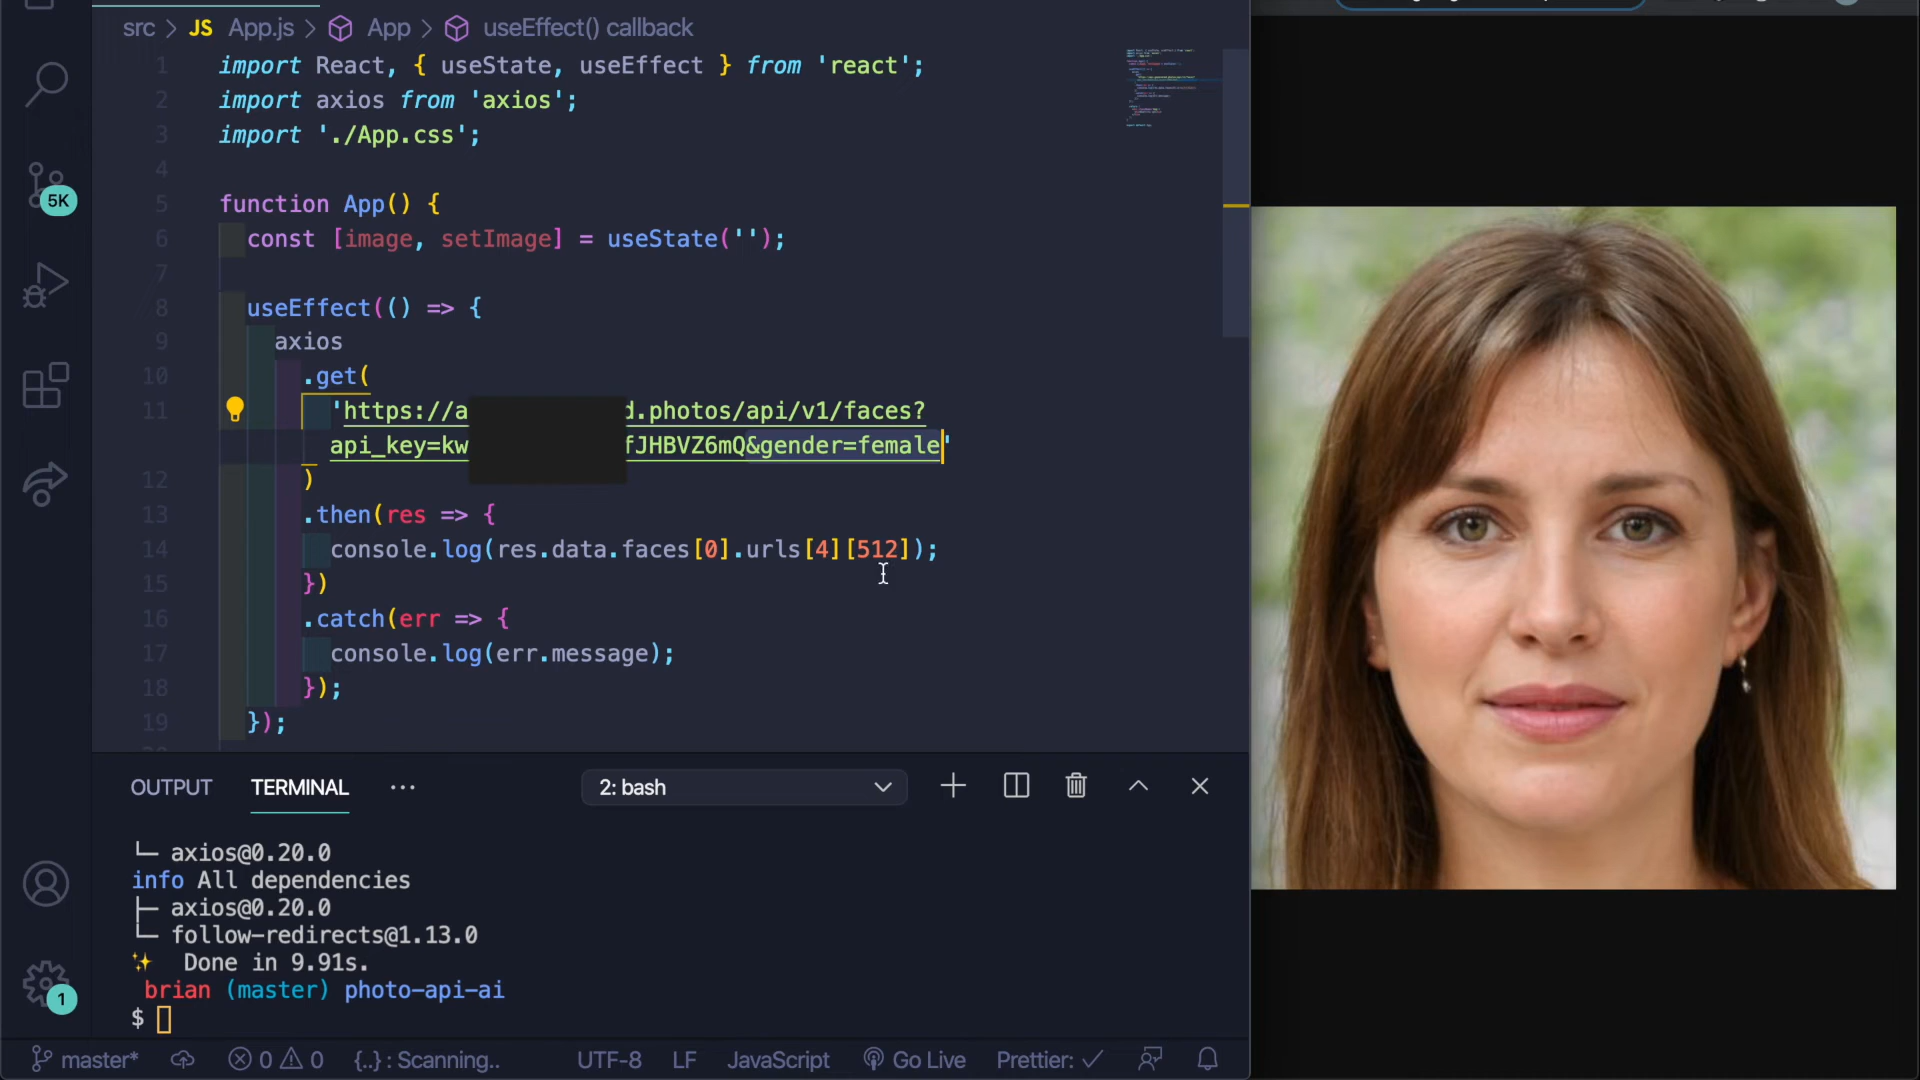 src > JS App.js > App > useEffect() callback
1 import React, { useState, useEffect } from 'react';
2 import axios from 'axios';
3 import './App.css';
4
5 function App() {
6 const [image, setImage] = useState('');
7
8 useEffect(() => {
9 axios
10 .get(
11 'https://a d.photos/api/v1/faces?
api_key=kw fJHBVZ6mQ&gender=female'
12 )
13 .then(res => {
14 console.log(res.data.faces[0].urls[4][512]);
15 })
16 .catch(err => {
17 console.log(err.message);
18 });
19 });
5K
OUTPUT TERMINAL ··· 2: bash
└─ axios@0.20.0
info All dependencies
├─ axios@0.20.0
└─ follow-redirects@1.13.0
✨ Done in 9.91s.
brian (master) photo-api-ai
$
1
master* 0 0 {..} : Scanning.. UTF-8 LF JavaScript Go Live Prettier: ✓